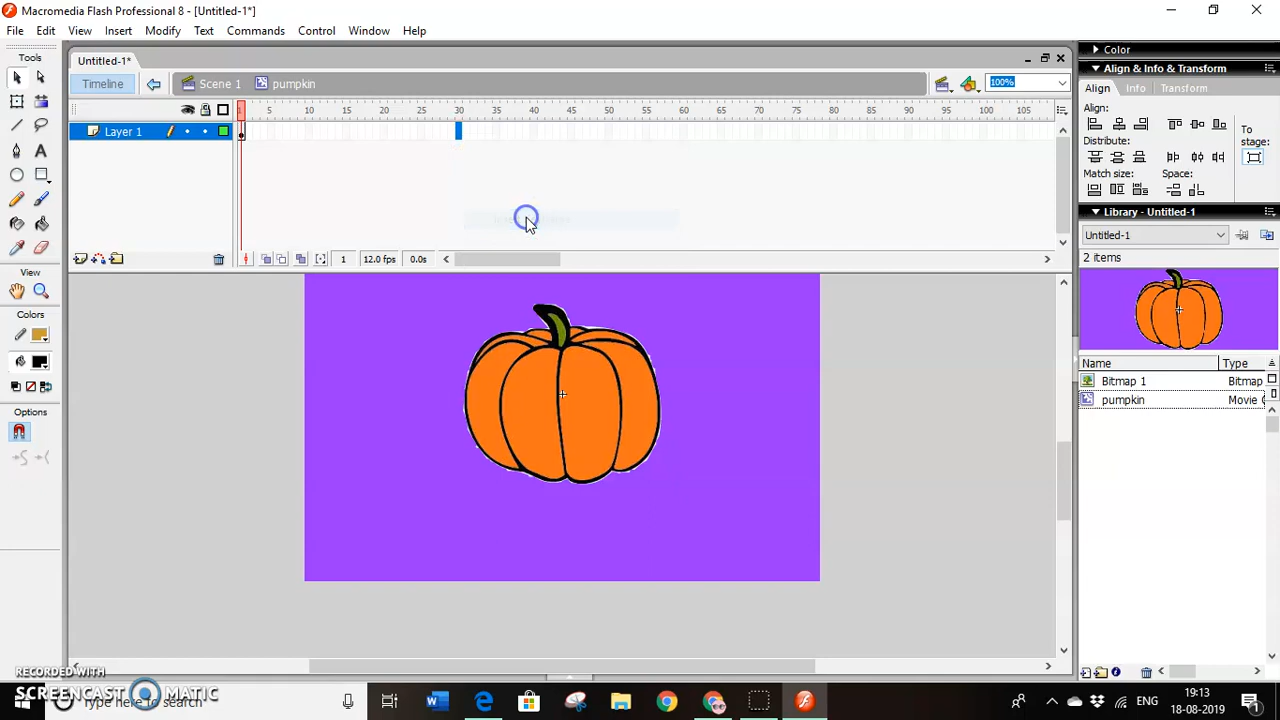 Macromedia Flash Professional 8 - [Untitled-1*]
File Edit View Insert Modify Text Commands Control Window Help
Tools
Untitled-1*
Timeline Scene 1 pumpkin 100%
1 5 10 15 20 25 30 35 40 45 50 55 60 65 70 75 80 85 90 95 100 105
Layer 1
1 12.0 fps 0.0s
View
Colors
Options
Color
Align & Info & Transform
Align Info Transform
Align:
To stage:
Distribute:
Match size: Space:
Library - Untitled-1
Untitled-1
2 items
Name Type
Bitmap 1 Bitmap
pumpkin Movie
RECORDED WITH
SCREENCAST MATIC
Type here to search
ENG
19:13
18-08-2019
1